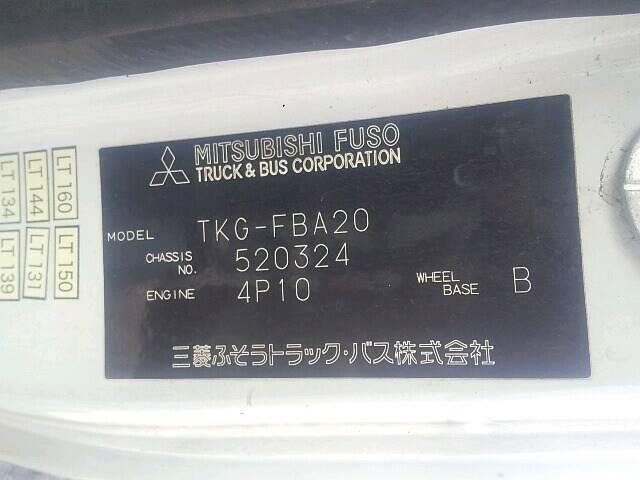 MITSUBISHI FUSO
TRUCK & BUS CORPORATION
MODEL TKG-FBA20
CHASSIS NO. 520324
ENGINE 4P10
WHEEL BASE B
三菱ふそうトラック・バス株式会社
LT 134
LT 144
LT 160
LT 139
LT 131
LT 150